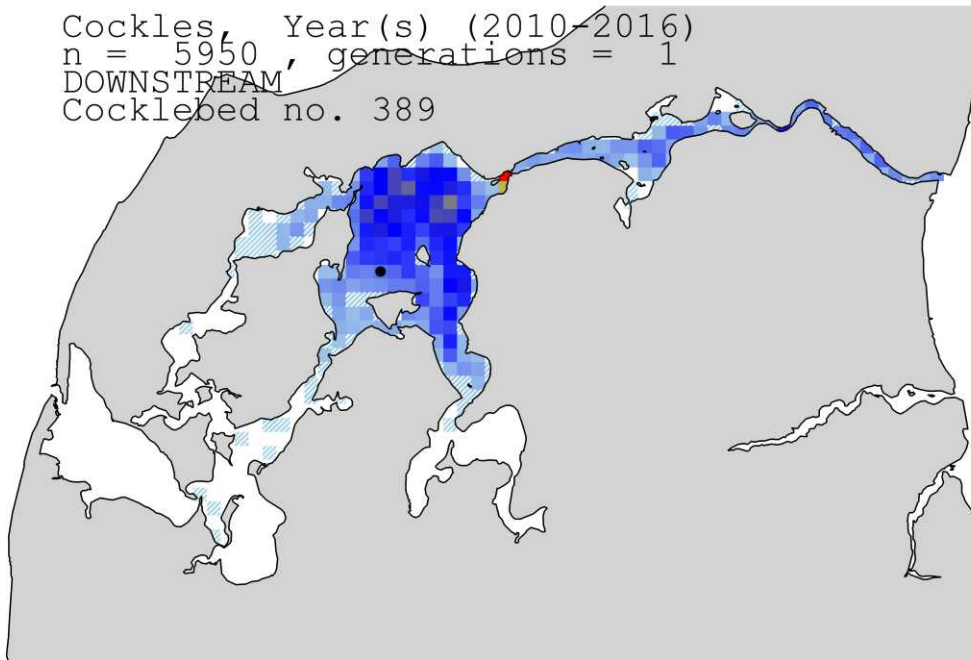 Cockles, Year(s) (2010-2016)
n = 5950 , generations = 1
DOWNSTREAM
Cocklebed no. 389